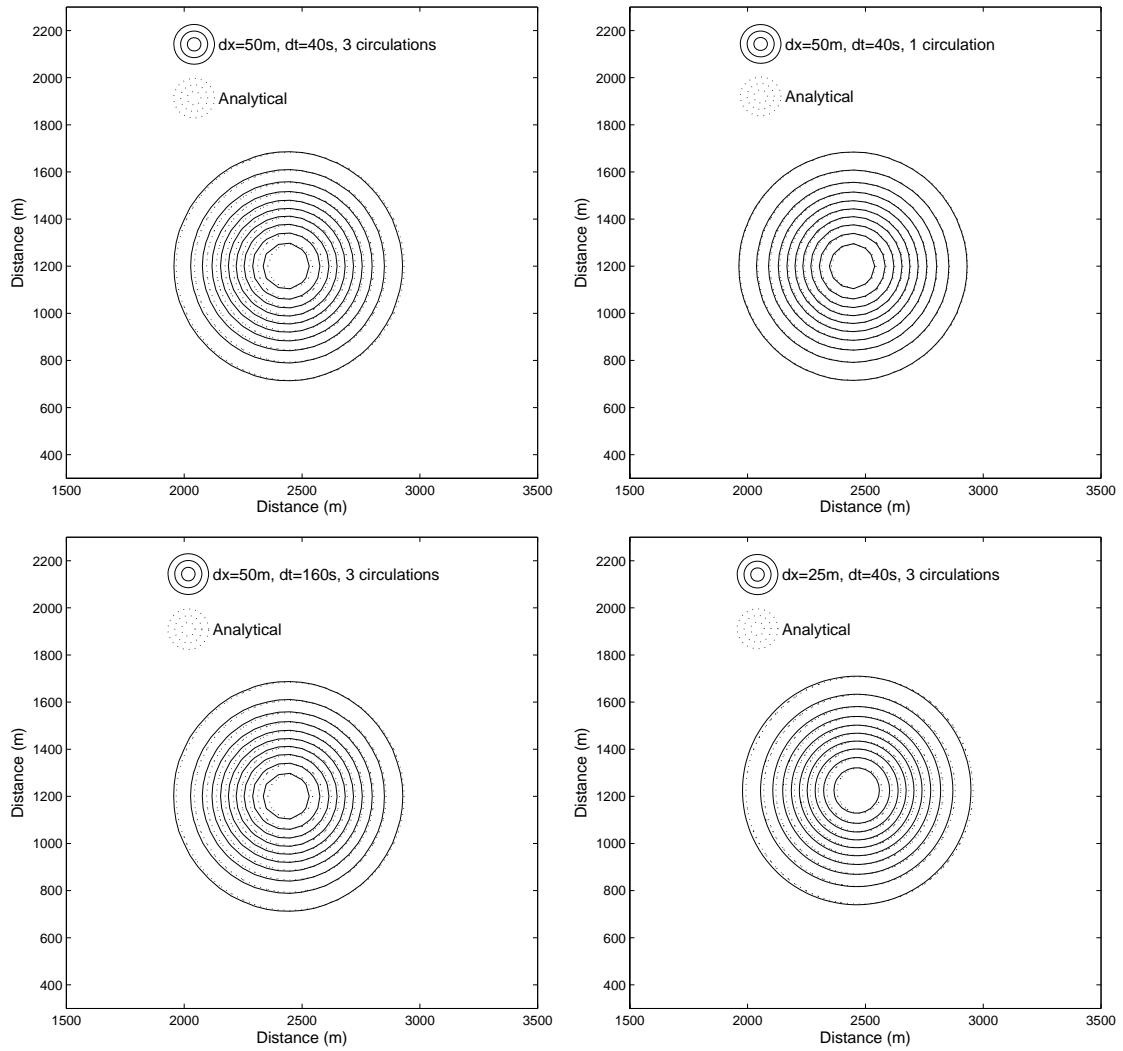 dx=50m, dt=40s, 3 circulations
Analytical
2200
2000
1800
1600
1400
1200
1000
800
600
400
Distance (m)
1500 2000 2500 3000 3500
Distance (m)
dx=50m, dt=40s, 1 circulation
Analytical
2200
2000
1800
1600
1400
1200
1000
800
600
400
Distance (m)
1500 2000 2500 3000 3500
Distance (m)
dx=50m, dt=160s, 3 circulations
Analytical
2200
2000
1800
1600
1400
1200
1000
800
600
400
Distance (m)
1500 2000 2500 3000 3500
Distance (m)
dx=25m, dt=40s, 3 circulations
Analytical
2200
2000
1800
1600
1400
1200
1000
800
600
400
Distance (m)
1500 2000 2500 3000 3500
Distance (m)